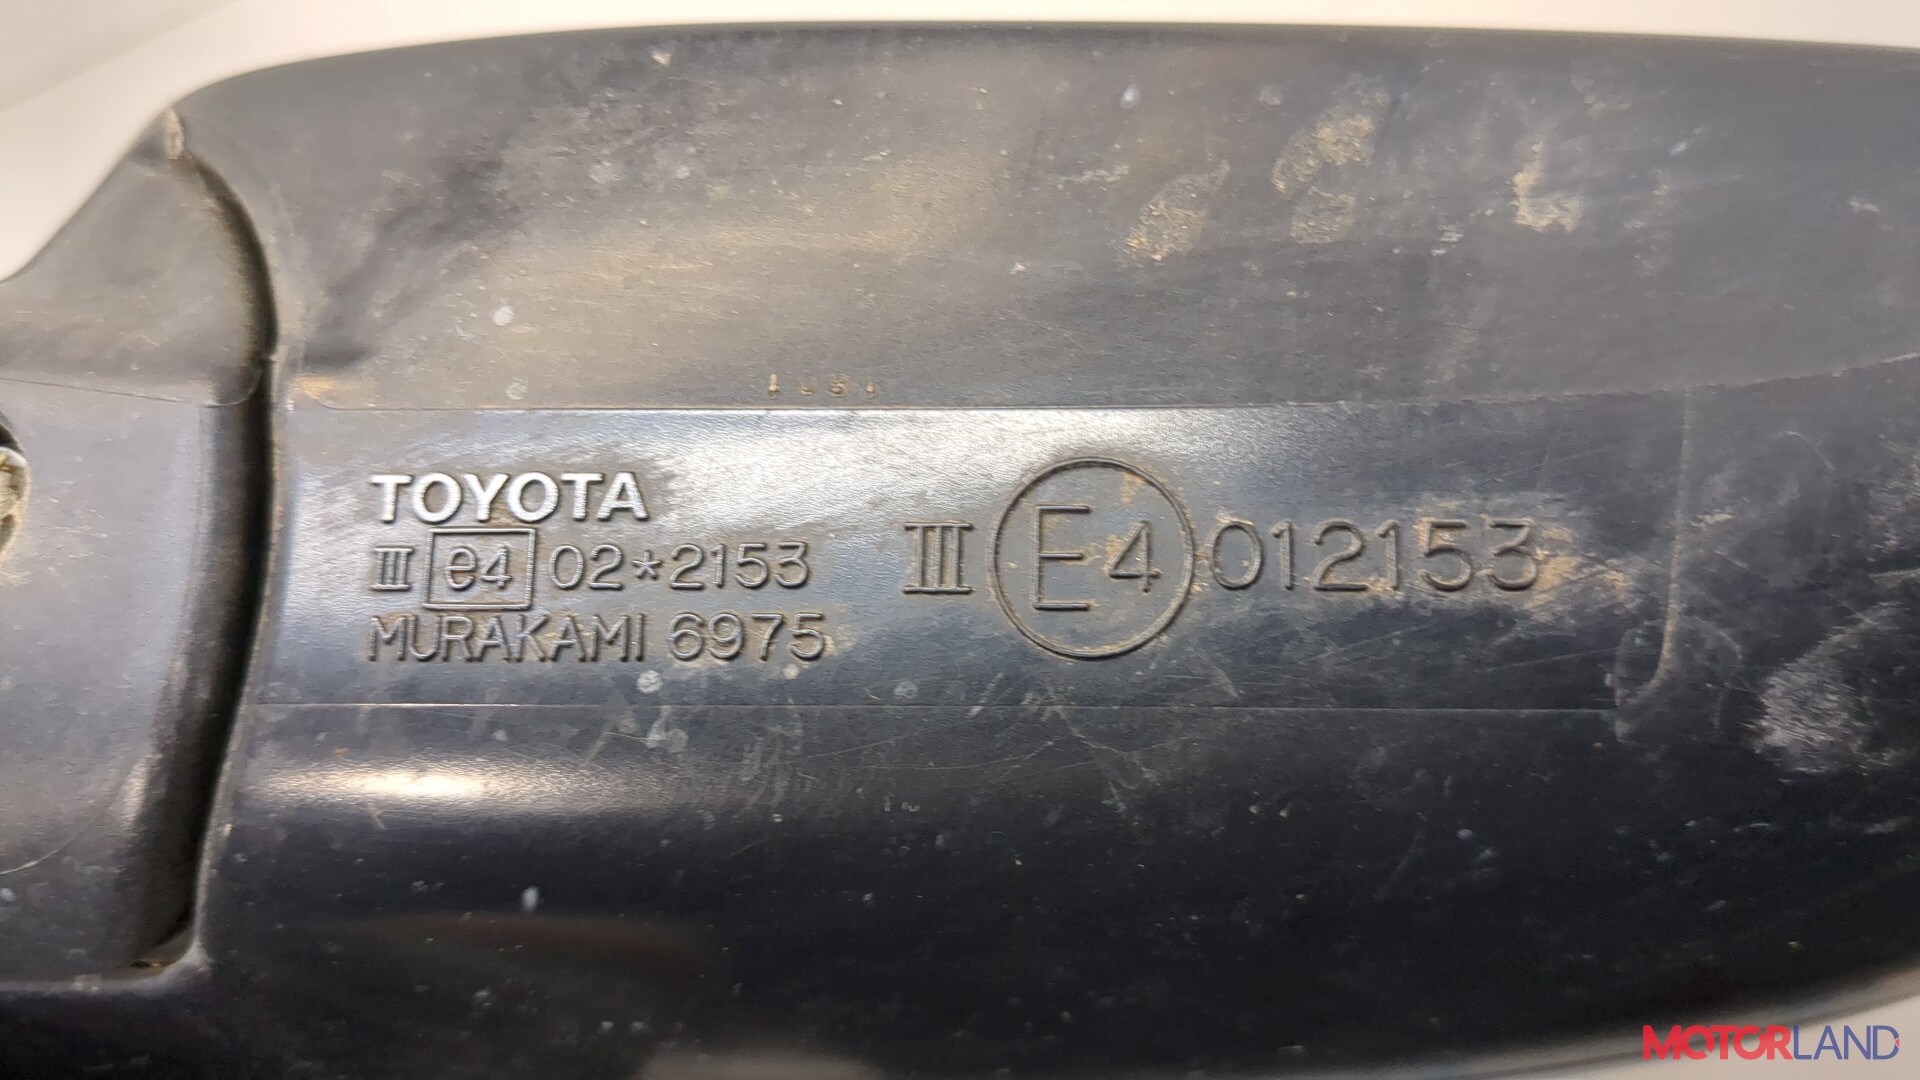 TOYOTA
III e4 02*2153
MURAKAMI 6975
III E4 012153
MOTORLAND